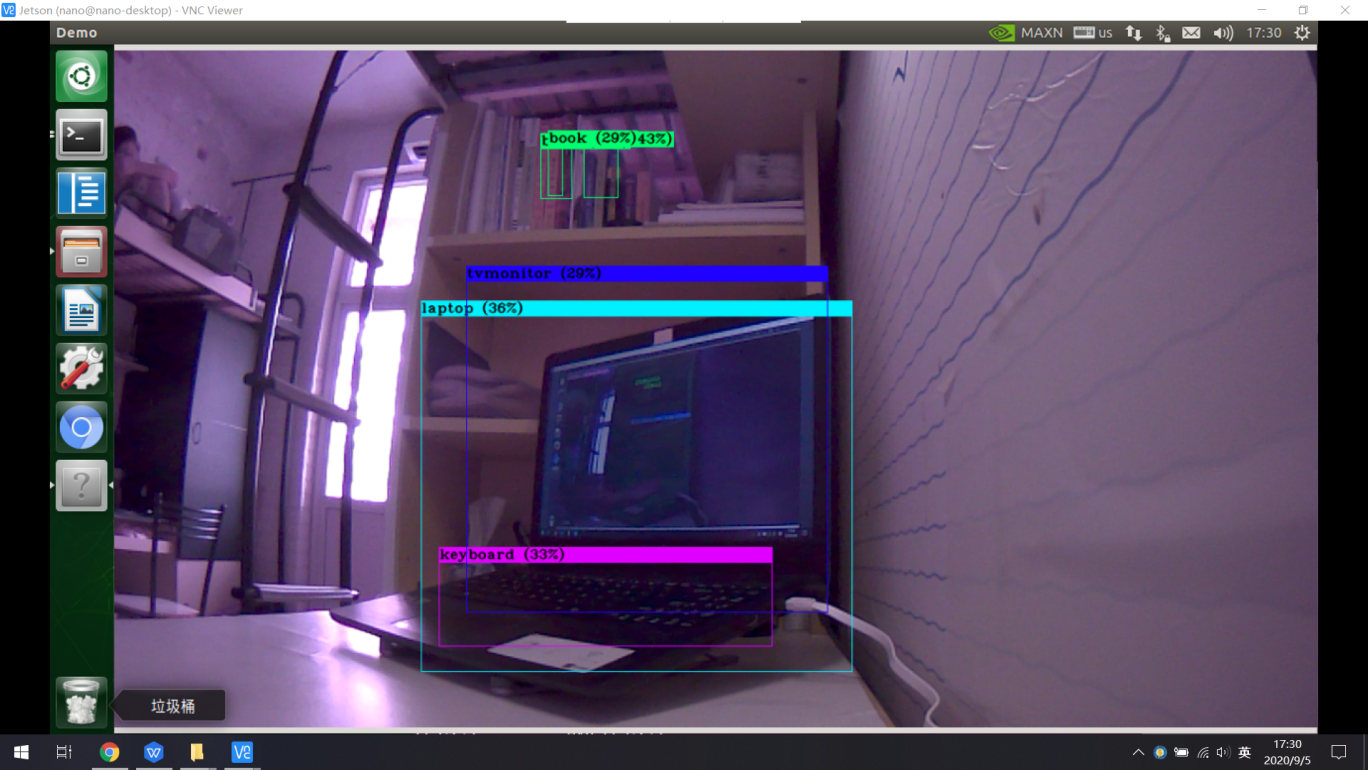 Jetson (nano@nano-desktop) - VNC Viewer
Demo
MAXN
us
17:30
book (29%)43%)
tvmonitor (29%)
laptop (36%)
keyboard (33%)
垃圾桶
英
17:30
2020/9/5